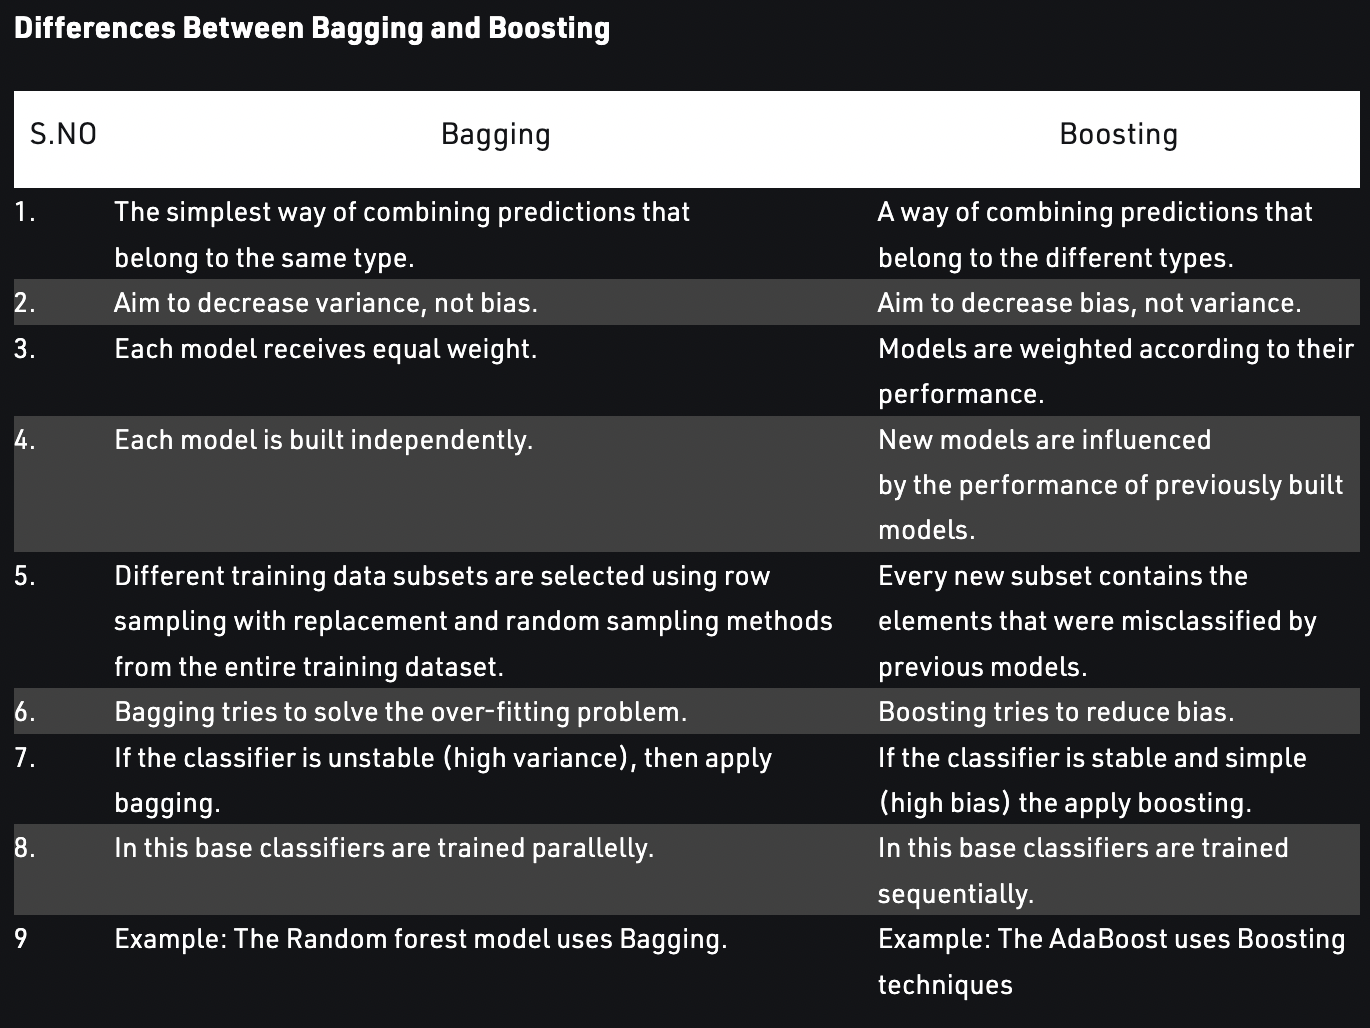 Differences Between Bagging and Boosting
S.NO Bagging Boosting
1. The simplest way of combining predictions that A way of combining predictions that
belong to the same type. belong to the different types.
2. Aim to decrease variance, not bias. Aim to decrease bias, not variance.
3. Each model receives equal weight. Models are weighted according to their
performance.
4. Each model is built independently. New models are influenced
by the performance of previously built
models.
5. Different training data subsets are selected using row Every new subset contains the
sampling with replacement and random sampling methods elements that were misclassified by
from the entire training dataset. previous models.
6. Bagging tries to solve the over-fitting problem. Boosting tries to reduce bias.
7. If the classifier is unstable (high variance), then apply If the classifier is stable and simple
bagging. (high bias) the apply boosting.
8. In this base classifiers are trained parallelly. In this base classifiers are trained
sequentially.
9 Example: The Random forest model uses Bagging. Example: The AdaBoost uses Boosting
techniques